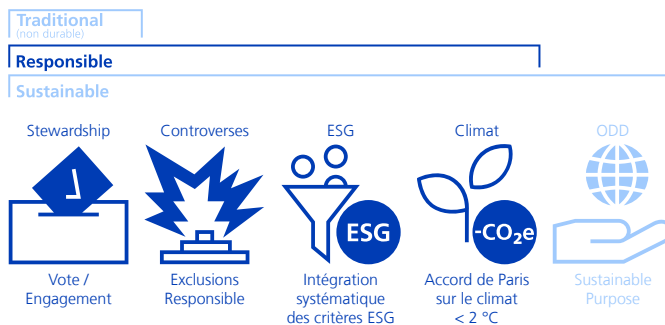 Traditional
(non durable)
Responsible
Sustainable
Stewardship
Controverses
ESG
Climat
ODD
ESG
-CO₂e
Vote /
Engagement
Exclusions
Responsible
Intégration
systématique
des critères ESG
Accord de Paris
sur le climat
< 2 °C
Sustainable
Purpose